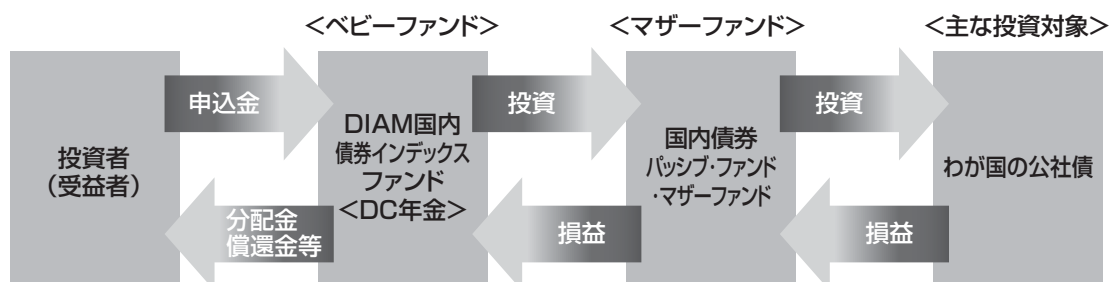 <ベビーファンド>
<マザーファンド>
<主な投資対象>
投資者
(受益者)
申込金
分配金
償還金等
DIAM国内
債券インデックス
ファンド
<DC年金>
投資
損益
国内債券
パッシブ・ファンド
・マザーファンド
投資
損益
わが国の公社債